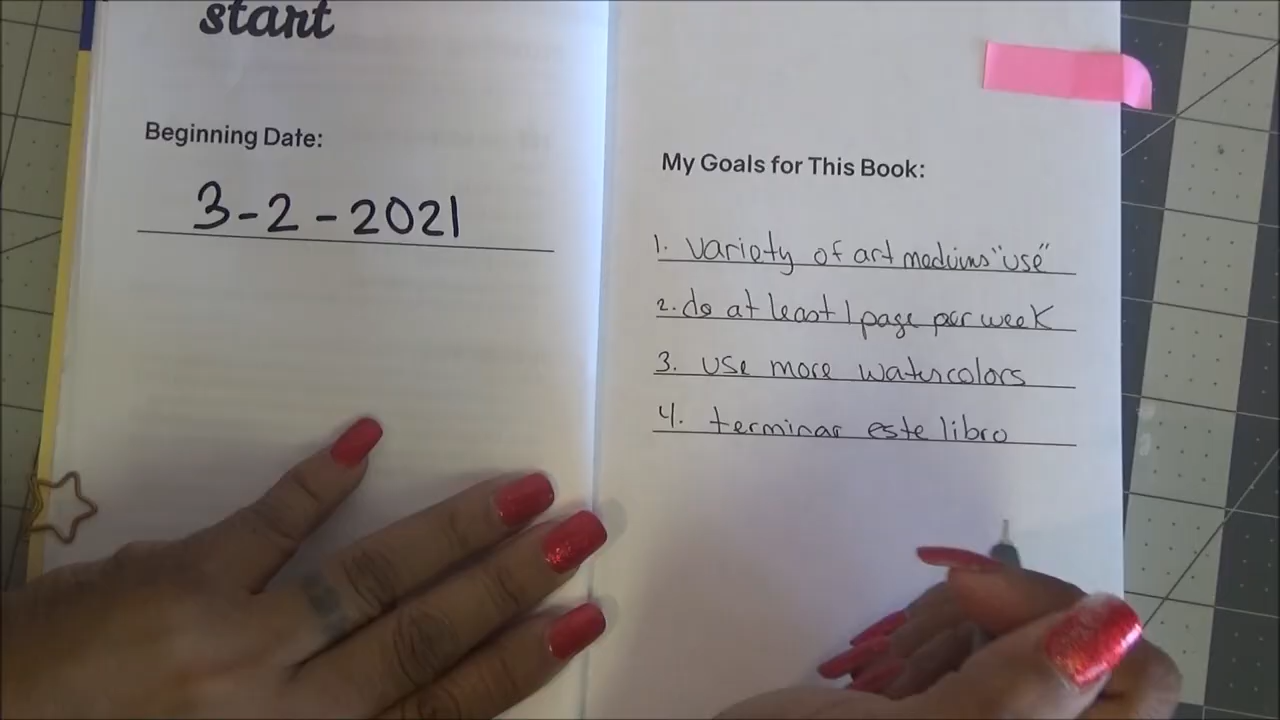 start
Beginning Date:
3-2-2021
My Goals for This Book:
1. variety of art mediums "use"
2. do at least 1 page per week
3. use more watercolors
4. terminar este libro